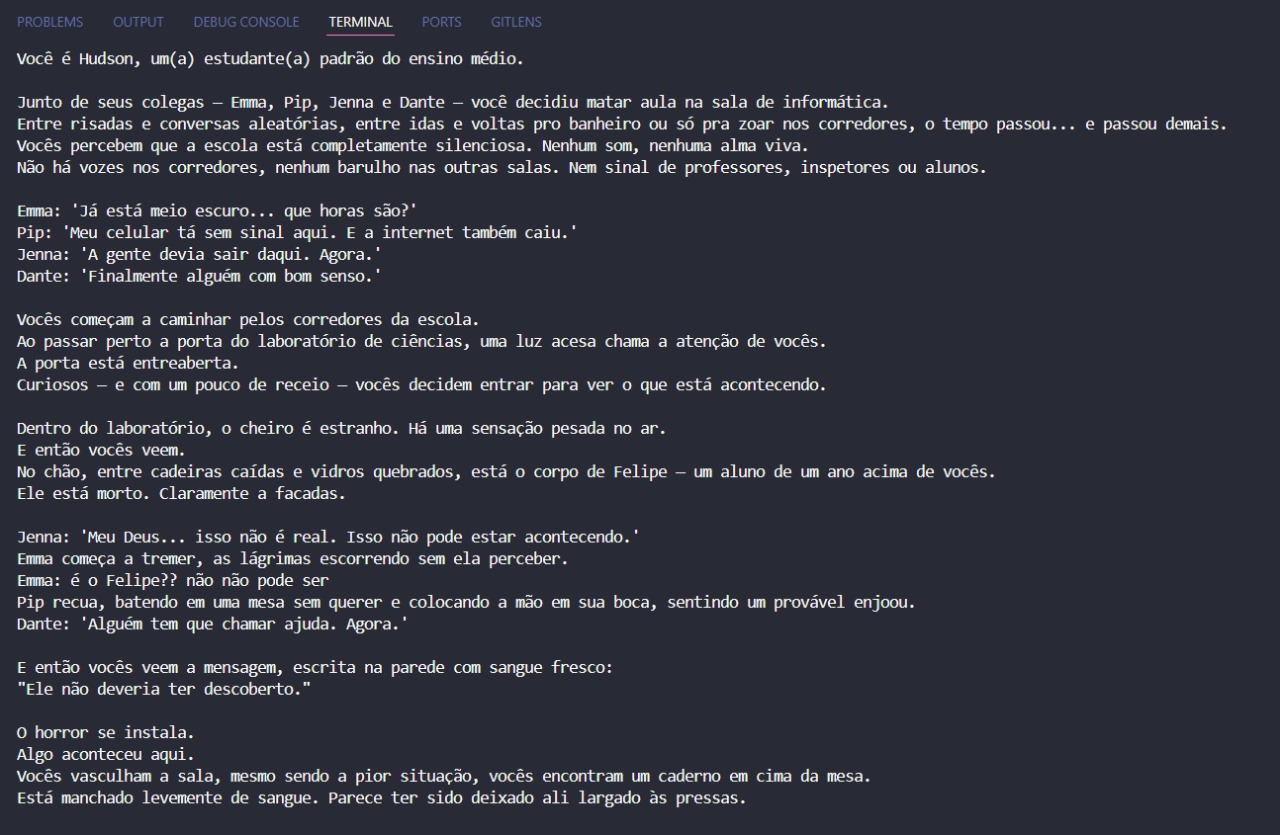 PROBLEMS OUTPUT DEBUG CONSOLE TERMINAL PORTS GITLENS
Você é Hudson, um(a) estudante(a) padrão do ensino médio.
Junto de seus colegas — Emma, Pip, Jenna e Dante — você decidiu matar aula na sala de informática.
Entre risadas e conversas aleatórias, entre idas e voltas pro banheiro ou só pra zoar nos corredores, o tempo passou... e passou demais.
Vocês percebem que a escola está completamente silenciosa. Nenhum som, nenhuma alma viva.
Não há vozes nos corredores, nenhum barulho nas outras salas. Nem sinal de professores, inspetores ou alunos.
Emma: 'Já está meio escuro... que horas são?'
Pip: 'Meu celular tá sem sinal aqui. E a internet também caiu.'
Jenna: 'A gente devia sair daqui. Agora.'
Dante: 'Finalmente alguém com bom senso.'
Vocês começam a caminhar pelos corredores da escola.
Ao passar perto a porta do laboratório de ciências, uma luz acesa chama a atenção de vocês.
A porta está entreaberta.
Curiosos — e com um pouco de receio — vocês decidem entrar para ver o que está acontecendo.
Dentro do laboratório, o cheiro é estranho. Há uma sensação pesada no ar.
E então vocês veem.
No chão, entre cadeiras caídas e vidros quebrados, está o corpo de Felipe — um aluno de um ano acima de vocês.
Ele está morto. Claramente a facadas.
Jenna: 'Meu Deus... isso não é real. Isso não pode estar acontecendo.'
Emma começa a tremer, as lágrimas escorrendo sem ela perceber.
Emma: é o Felipe?? não não pode ser
Pip recua, batendo em uma mesa sem querer e colocando a mão em sua boca, sentindo um provável enjoou.
Dante: 'Alguém tem que chamar ajuda. Agora.'
E então vocês veem a mensagem, escrita na parede com sangue fresco:
"Ele não deveria ter descoberto."
O horror se instala.
Algo aconteceu aqui.
Vocês vasculham a sala, mesmo sendo a pior situação, vocês encontram um caderno em cima da mesa.
Está manchado levemente de sangue. Parece ter sido deixado ali largado às pressas.